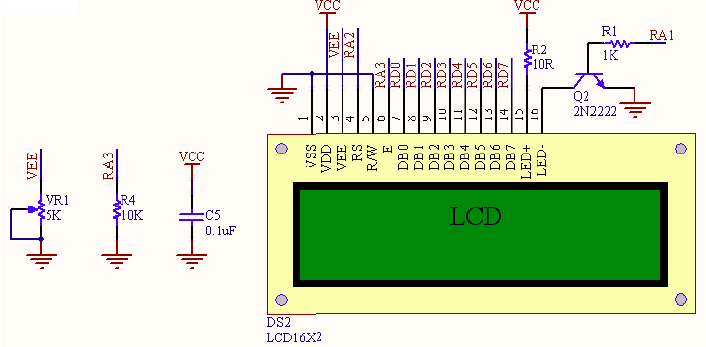 VCC
VCC
VEE
RA2
R1
1K
RA1
R2
10R
RA3
RD0
RD1
RD2
RD3
RD4
RD5
RD6
RD7
Q2
2N2222
1
2
3
4
5
6
7
8
9
10
11
12
13
14
15
16
VSS
VDD
VEE
RS
R/W
E
DB0
DB1
DB2
DB3
DB4
DB5
DB6
DB7
LED+
LED-
VEE
RA3
VCC
VR1
5K
R4
10K
C5
0.1uF
LCD
DS2
LCD16X2